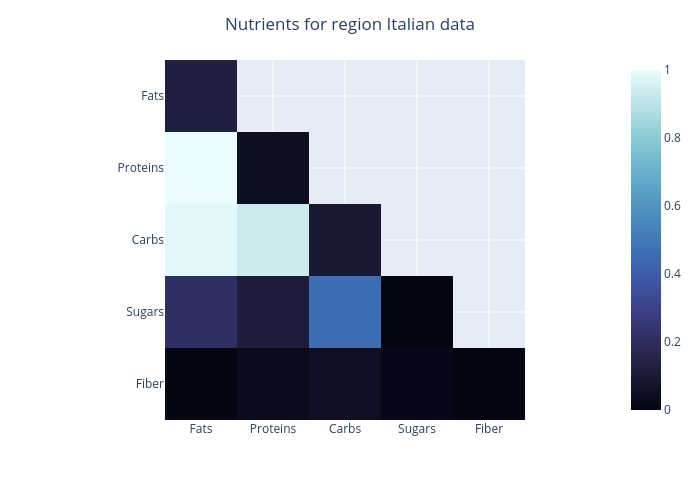 Nutrients for region Italian data
Fats
Proteins
Carbs
Sugars
Fiber
Fats Proteins Carbs Sugars Fiber
1
0.8
0.6
0.4
0.2
0